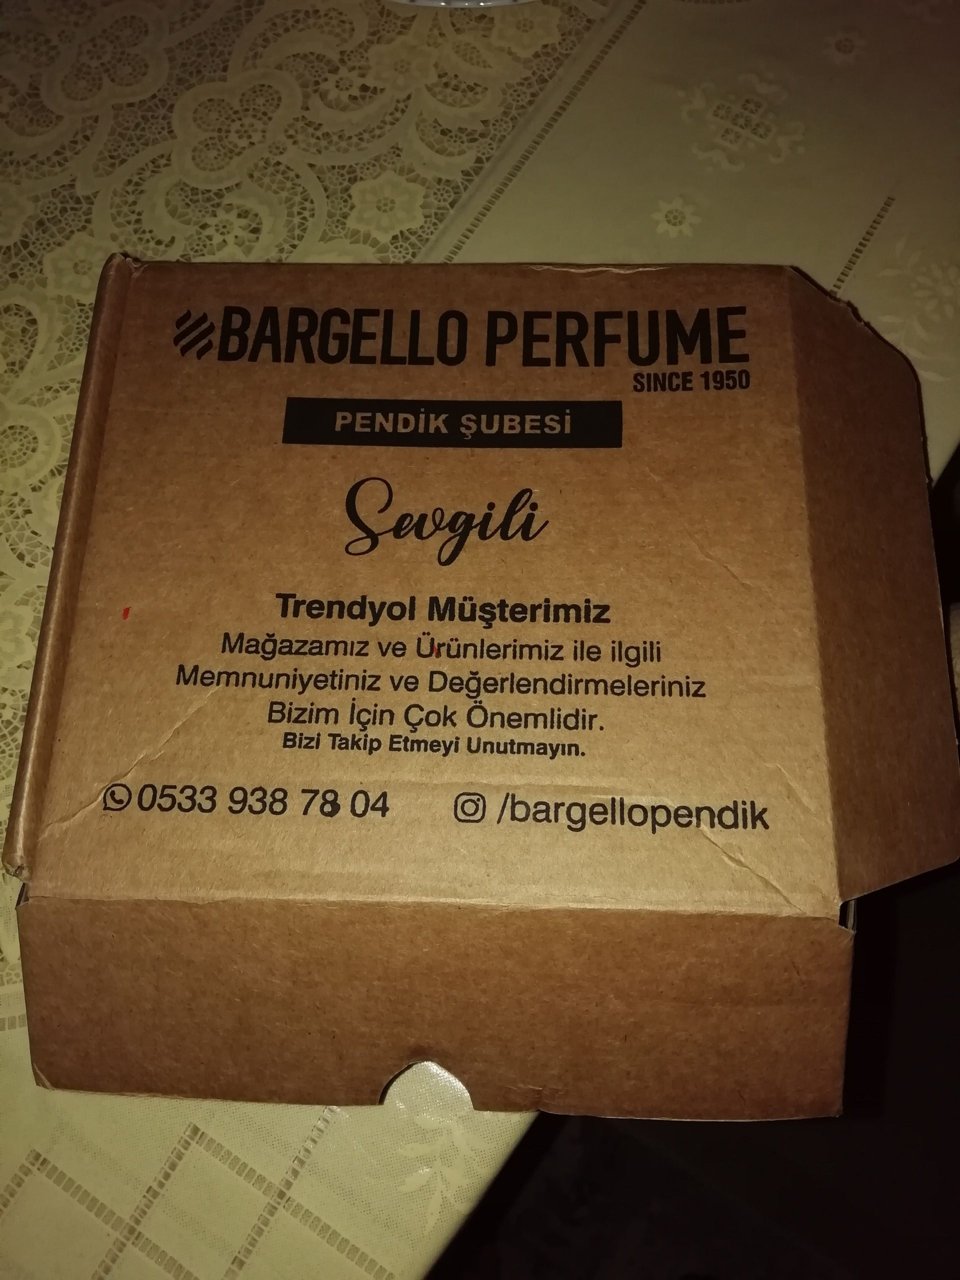 BARGELLO PERFUME
SINCE 1950
PENDİK ŞUBESİ
Sevgili
Trendyol Müşterimiz
Mağazamız ve Ürünlerimiz ile ilgili
Memnuniyetiniz ve Değerlendirmeleriniz
Bizim İçin Çok Önemlidir.
Bizi Takip Etmeyi Unutmayın.
0533 938 78 04 /bargellopendik